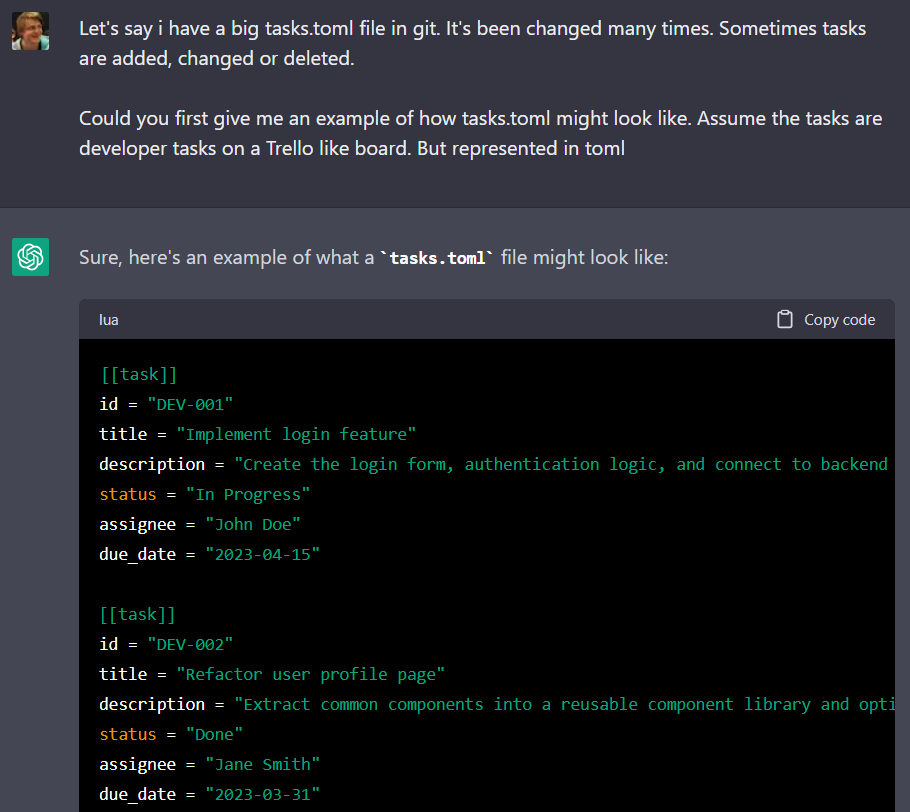 Let's say i have a big tasks.toml file in git. It's been changed many times. Sometimes tasks
are added, changed or deleted.
Could you first give me an example of how tasks.toml might look like. Assume the tasks are
developer tasks on a Trello like board. But represented in toml
Sure, here's an example of what a `tasks.toml` file might look like:
lua
Copy code
[[task]]
id = "DEV-001"
title = "Implement login feature"
description = "Create the login form, authentication logic, and connect to backend
status = "In Progress"
assignee = "John Doe"
due_date = "2023-04-15"
[[task]]
id = "DEV-002"
title = "Refactor user profile page"
description = "Extract common components into a reusable component library and opti
status = "Done"
assignee = "Jane Smith"
due_date = "2023-03-31"